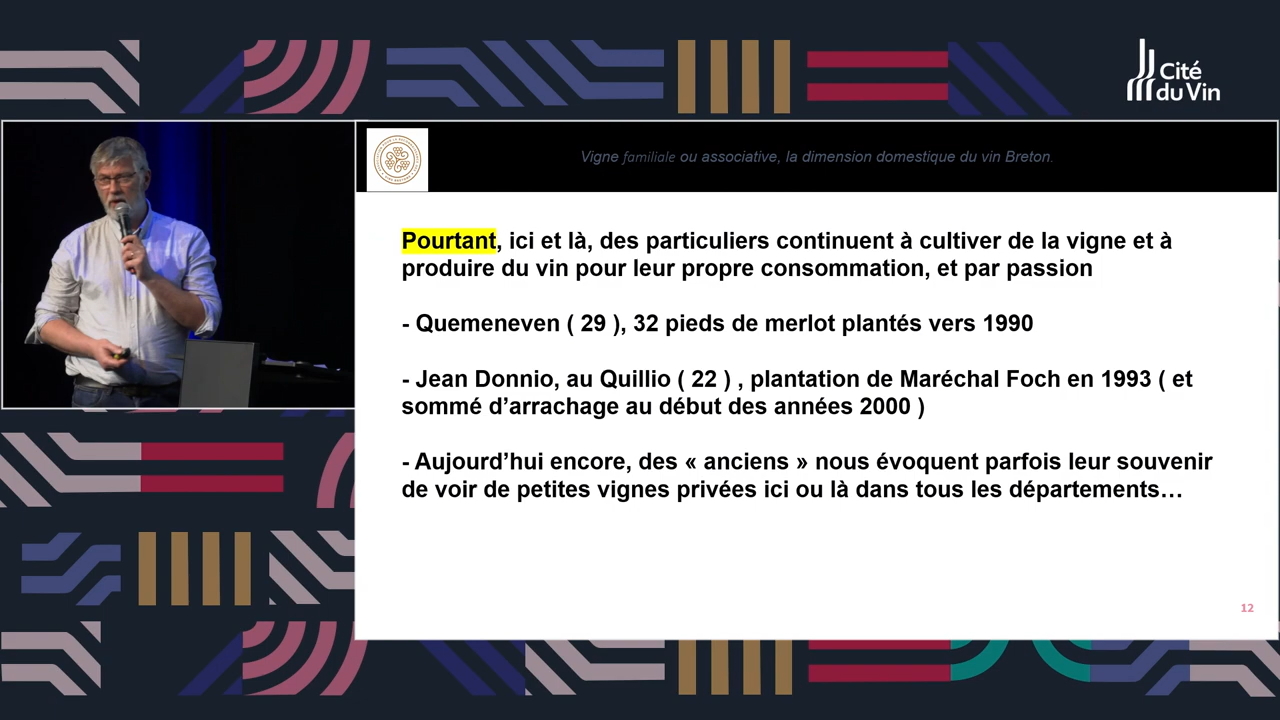 Cité
du Vin
Vigne familiale ou associative, la dimension domestique du vin Breton.
Pourtant, ici et là, des particuliers continuent à cultiver de la vigne et à
produire du vin pour leur propre consommation, et par passion
- Quemeneven ( 29 ), 32 pieds de merlot plantés vers 1990
- Jean Donnio, au Quillio ( 22 ) , plantation de Maréchal Foch en 1993 ( et
sommé d’arrachage au début des années 2000 )
- Aujourd’hui encore, des « anciens » nous évoquent parfois leur souvenir
de voir de petites vignes privées ici ou là dans tous les départements…
12